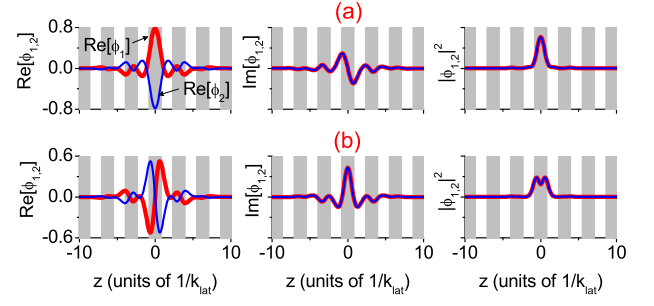 (a)
0.8
0.0
-0.8
Re[ϕ1,2]
Re[ϕ1]
Re[ϕ2]
Im[ϕ1,2]
|ϕ1,2|²
(b)
0.6
0.0
-0.6
Re[ϕ1,2]
Im[ϕ1,2]
|ϕ1,2|²
-10 0 10 -10 0 10 -10 0 10
z (units of 1/klat) z (units of 1/klat) z (units of 1/klat)